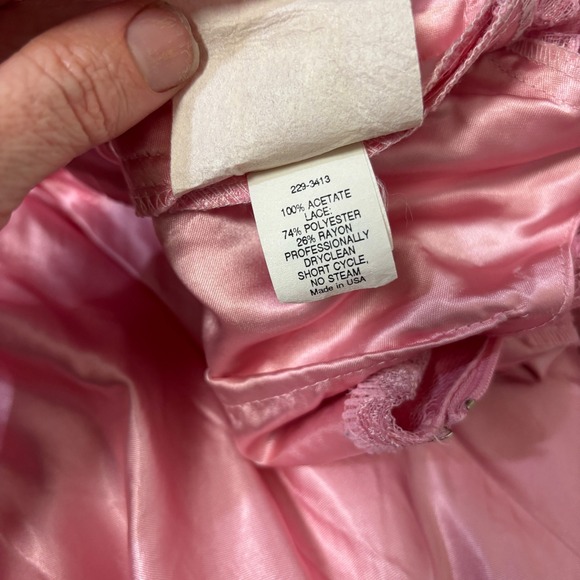 229-3413
100% ACETATE
LACE:
74% POLYESTER
26% RAYON
PROFESSIONALLY
DRYCLEAN
SHORT CYCLE,
NO STEAM
Made in USA